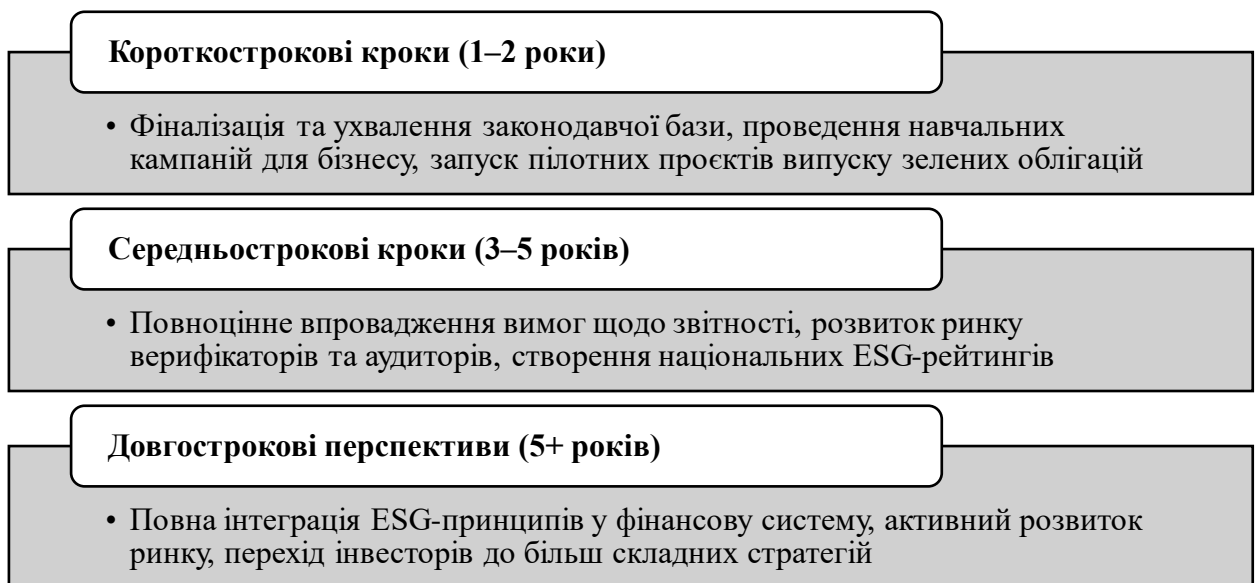 Короткострокові кроки (1–2 роки)
• Фіналізація та ухвалення законодавчої бази, проведення навчальних
кампаній для бізнесу, запуск пілотних проєктів випуску зелених облігацій
Середньострокові кроки (3–5 років)
• Повноцінне впровадження вимог щодо звітності, розвиток ринку
верифікаторів та аудиторів, створення національних ESG-рейтингів
Довгострокові перспективи (5+ років)
• Повна інтеграція ESG-принципів у фінансову систему, активний розвиток
ринку, перехід інвесторів до більш складних стратегій